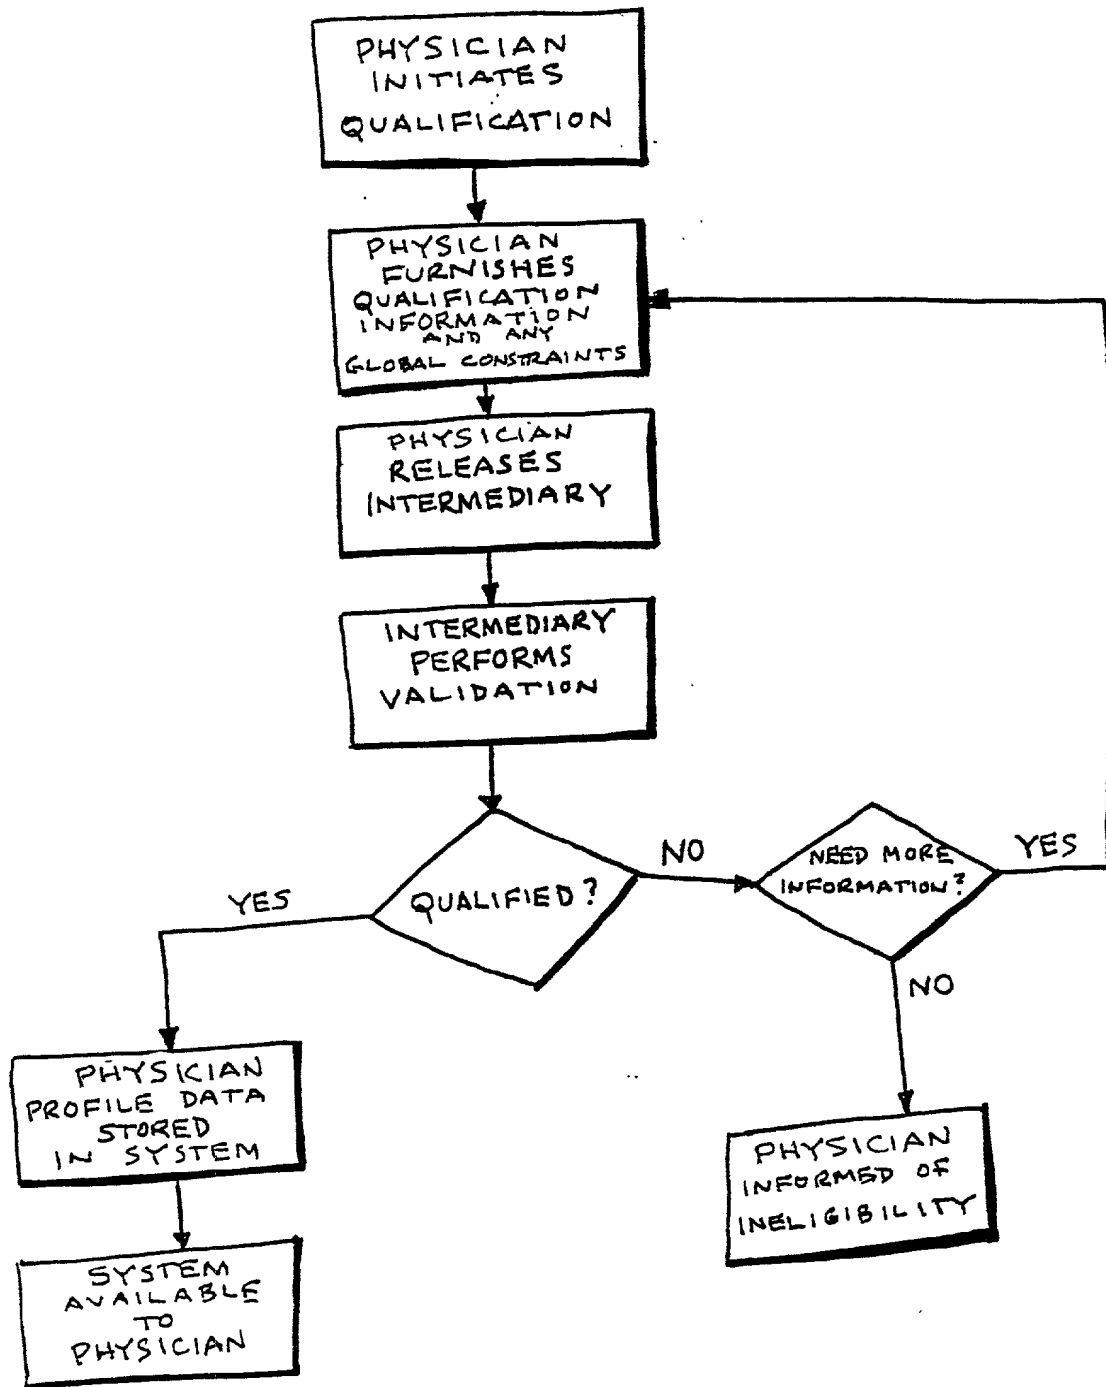 PHYSICIAN
INITIATES
QUALIFICATION
PHYSICIAN
FURNISHES
QUALIFICATION
INFORMATION
AND ANY
GLOBAL CONSTRAINTS
PHYSICIAN
RELEASES
INTERMEDIARY
INTERMEDIARY
PERFORMS
VALIDATION
QUALIFIED?
NO
NEED MORE
INFORMATION?
YES
YES
NO
PHYSICIAN
PROFILE DATA
STORED
IN SYSTEM
PHYSICIAN
INFORMED OF
INELIGIBILITY
SYSTEM
AVAILABLE
TO
PHYSICIAN